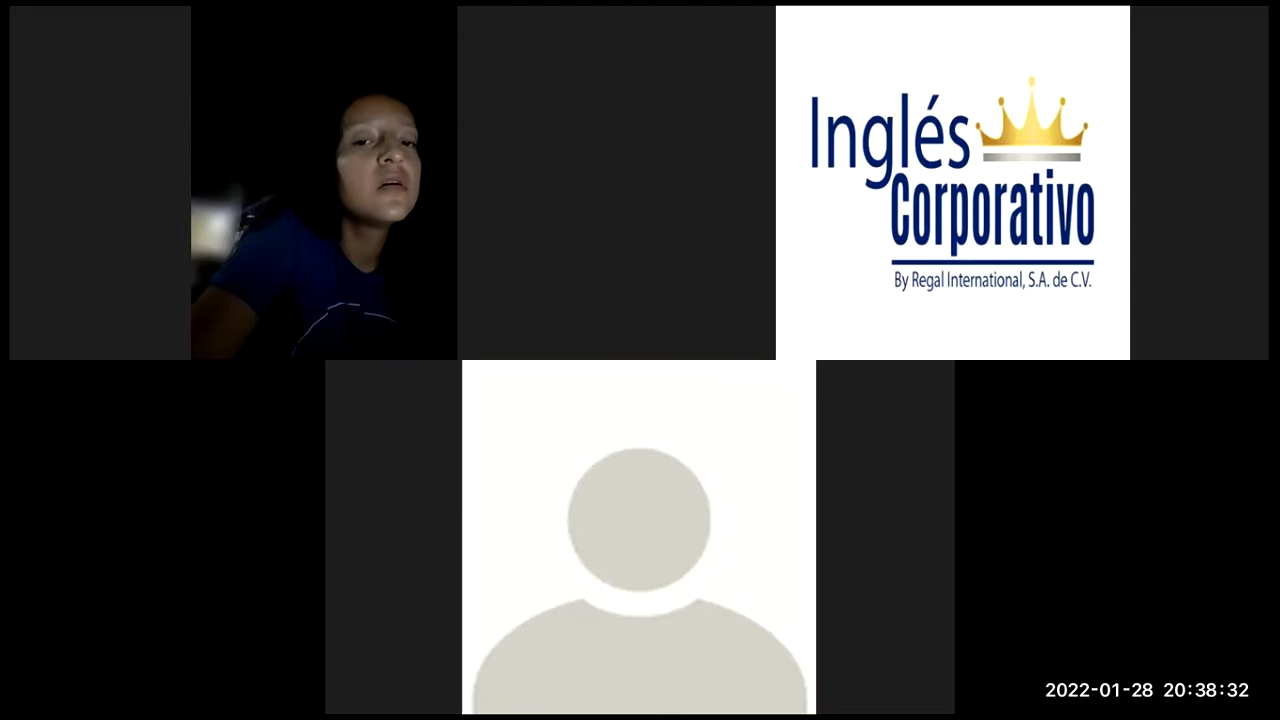 Inglés
Corporativo
By Regal International, S.A. de C.V.
2022-01-28 20:38:32